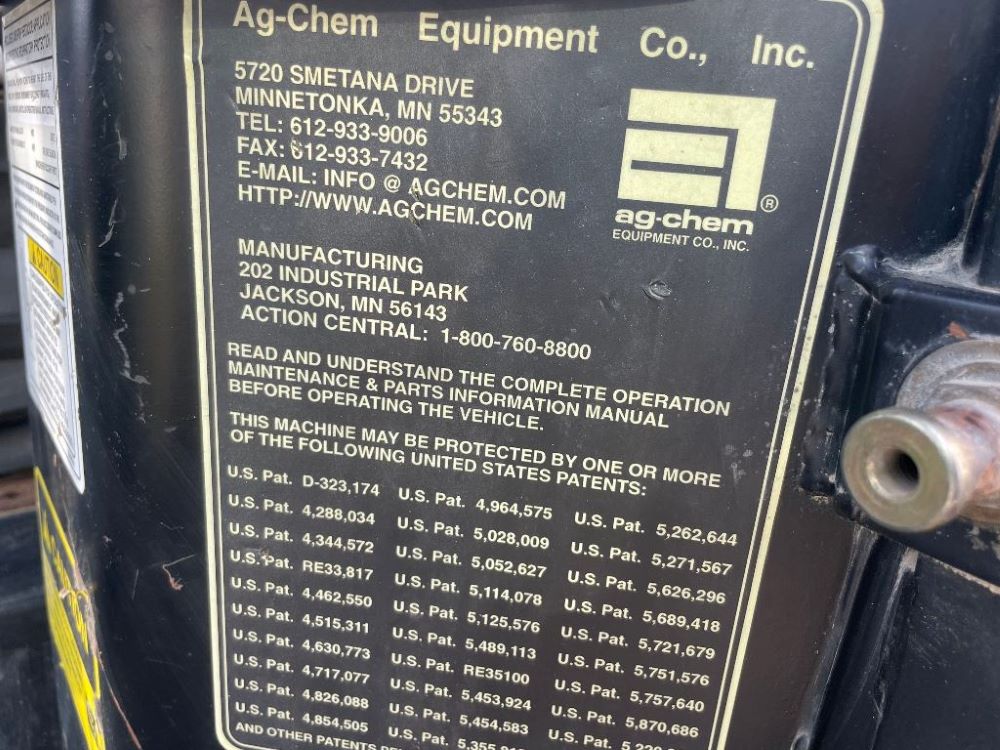 Ag-Chem Equipment Co., Inc.
5720 SMETANA DRIVE
MINNETONKA, MN 55343
TEL: 612-933-9006
FAX: 612-933-7432
E-MAIL: INFO @ AGCHEM.COM
HTTP://WWW.AGCHEM.COM
ag-chem ®
EQUIPMENT CO., INC.
MANUFACTURING
202 INDUSTRIAL PARK
JACKSON, MN 56143
ACTION CENTRAL: 1-800-760-8800
READ AND UNDERSTAND THE COMPLETE OPERATION
MAINTENANCE & PARTS INFORMATION MANUAL
BEFORE OPERATING THE VEHICLE.
THIS MACHINE MAY BE PROTECTED BY ONE OR MORE
OF THE FOLLOWING UNITED STATES PATENTS:
U.S. Pat. D-323,174 U.S. Pat. 4,964,575 U.S. Pat. 5,262,644
U.S. Pat. 4,288,034 U.S. Pat. 5,028,009 U.S. Pat. 5,271,567
U.S. Pat. 4,344,572 U.S. Pat. 5,052,627 U.S. Pat. 5,626,296
U.S. Pat. RE33,817 U.S. Pat. 5,114,078 U.S. Pat. 5,689,418
U.S. Pat. 4,462,550 U.S. Pat. 5,125,576 U.S. Pat. 5,721,679
U.S. Pat. 4,515,311 U.S. Pat. 5,489,113 U.S. Pat. 5,751,576
U.S. Pat. 4,630,773 U.S. Pat. RE35100 U.S. Pat. 5,757,640
U.S. Pat. 4,717,077 U.S. Pat. 5,453,924 U.S. Pat. 5,870,686
U.S. Pat. 4,826,088 U.S. Pat. 5,454,583 U.S. Pat.
U.S. Pat. 4,854,505 U.S. Pat.
AND OTHER PATENTS
CAUTION